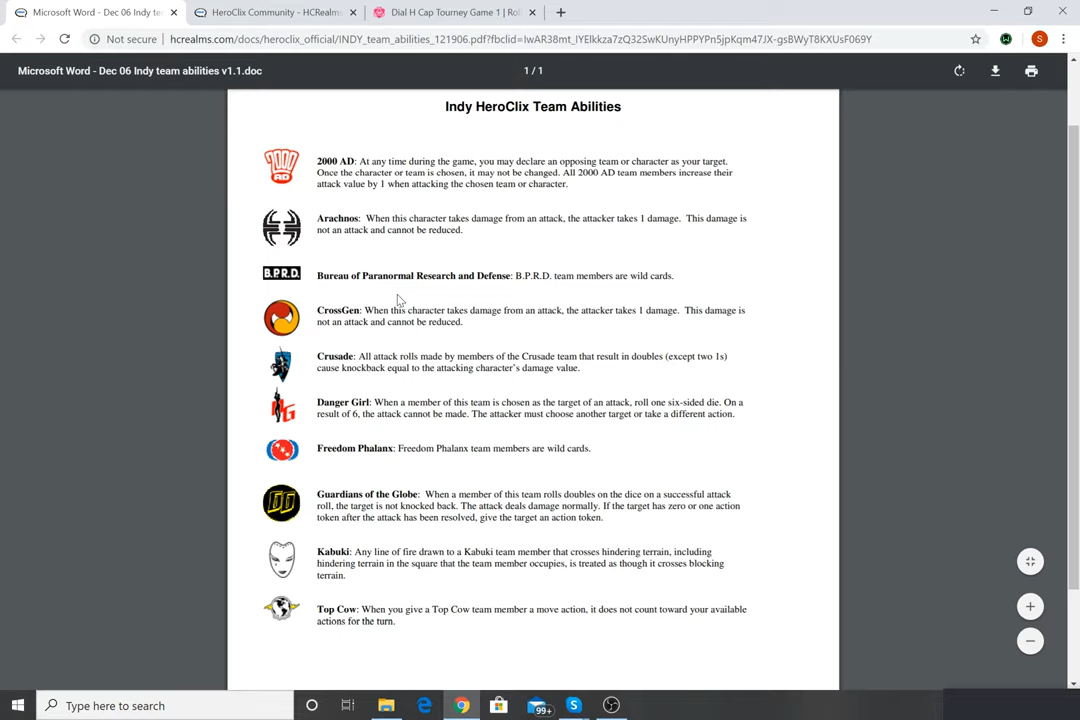 Microsoft Word - Dec 06 Indy te
HeroClix Community - HCRealms
Dial H Cap Tourney Game 1 | Rol
Not secure | hcrealms.com/docs/heroclix_official/INDY_team_abilities_121906.pdf?fbclid=IwAR38mt_IYElkkza7zQ32SwKUnyHPPYPn5jpKqm47JX-gsBWyT8KXUsF069Y
S
Microsoft Word - Dec 06 Indy team abilities v1.1.doc
1 / 1
Indy HeroClix Team Abilities
2000 AD: At any time during the game, you may declare an opposing team or character as your target.
Once the character or team is chosen, it may not be changed. All 2000 AD team members increase their
attack value by 1 when attacking the chosen team or character.
Arachnos: When this character takes damage from an attack, the attacker takes 1 damage. This damage is
not an attack and cannot be reduced.
B.P.R.D.
Bureau of Paranormal Research and Defense: B.P.R.D. team members are wild cards.
CrossGen: When this character takes damage from an attack, the attacker takes 1 damage. This damage is
not an attack and cannot be reduced.
Crusade: All attack rolls made by members of the Crusade team that result in doubles (except two 1s)
cause knockback equal to the attacking character's damage value.
Danger Girl: When a member of this team is chosen as the target of an attack, roll one six-sided die. On a
result of 6, the attack cannot be made. The attacker must choose another target or take a different action.
Freedom Phalanx: Freedom Phalanx team members are wild cards.
Guardians of the Globe: When a member of this team rolls doubles on the dice on a successful attack
roll, the target is not knocked back. The attack deals damage normally. If the target has zero or one action
token after the attack has been resolved, give the target an action token.
Kabuki: Any line of fire drawn to a Kabuki team member that crosses hindering terrain, including
hindering terrain in the square that the team member occupies, is treated as though it crosses blocking
terrain.
Top Cow: When you give a Top Cow team member a move action, it does not count toward your available
actions for the turn.
Type here to search
99+